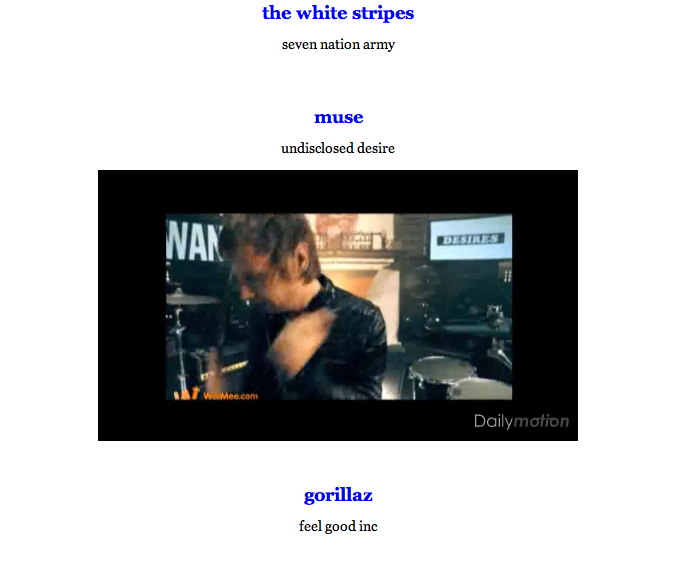 the white stripes
seven nation army
muse
undisclosed desire
WAN
DESIRES
WatMee.com
Dailymotion
gorillaz
feel good inc